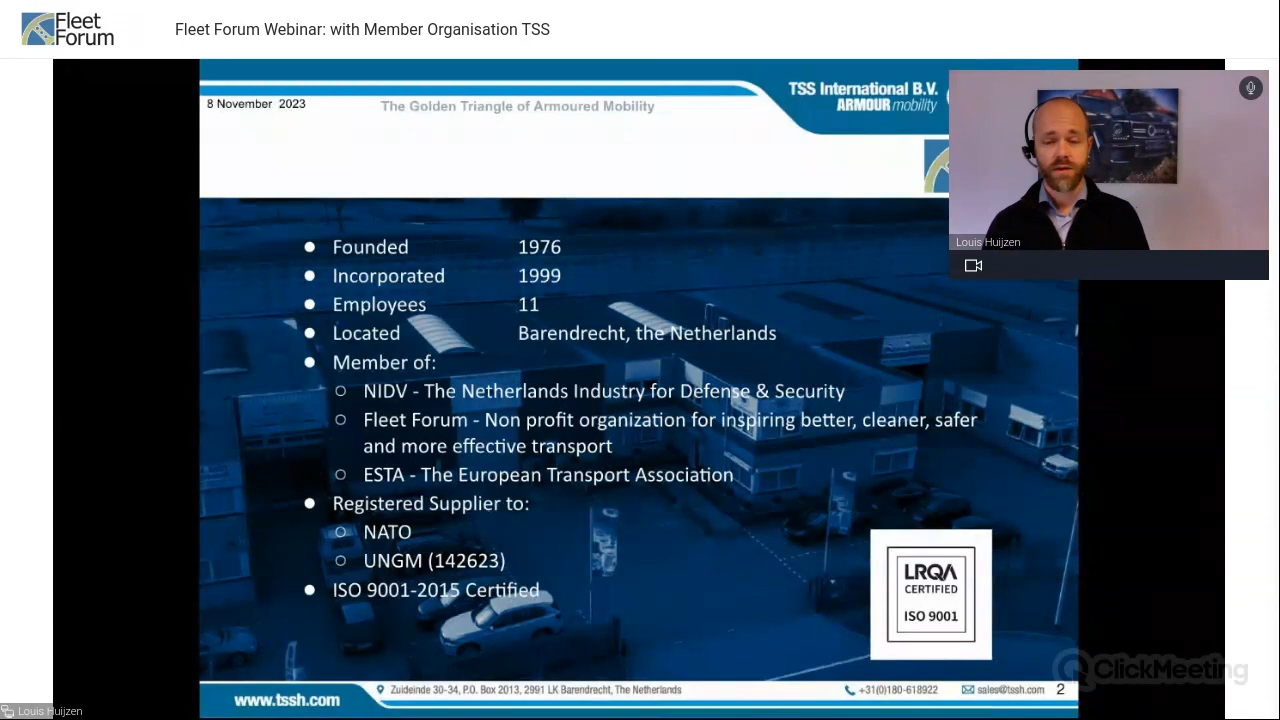 Fleet
Forum
Fleet Forum Webinar: with Member Organisation TSS
8 November 2023
The Golden Triangle of Armoured Mobility
TSS International B.V.
ARMOUR mobility
Louis Huijzen
● Founded 1976
● Incorporated 1999
● Employees 11
● Located Barendrecht, the Netherlands
● Member of:
○ NIDV - The Netherlands Industry for Defense & Security
○ Fleet Forum - Non profit organization for inspiring better, cleaner, safer
and more effective transport
○ ESTA - The European Transport Association
● Registered Supplier to:
○ NATO
○ UNGM (142623)
● ISO 9001-2015 Certified
LRQA
CERTIFIED
ISO 9001
ClickMeeting
www.tssh.com
Zuideinde 30-34, P.O. Box 2013, 2991 LK Barendrecht, The Netherlands
+31(0)180-618922
sales@tssh.com
2
Louis Huijzen